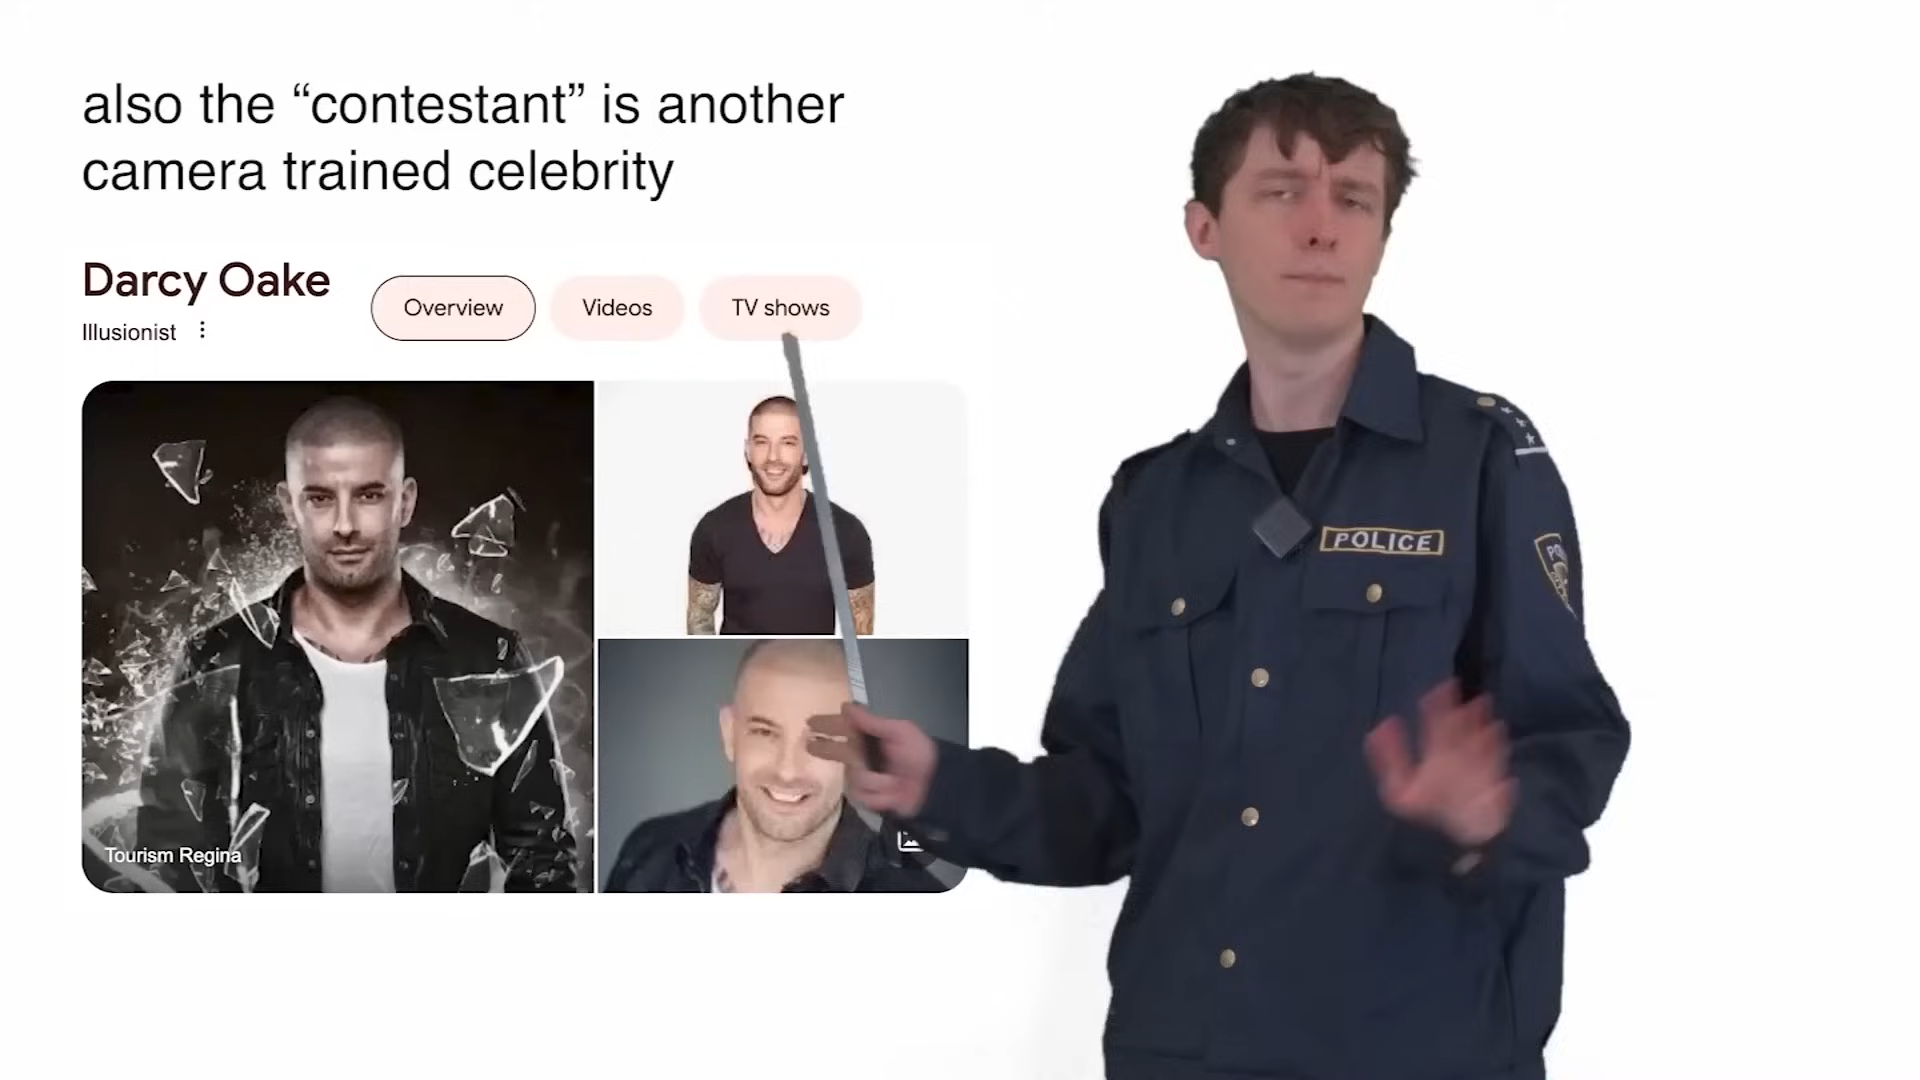 also the “contestant” is another
camera trained celebrity
Darcy Oake
Illusionist
Overview
Videos
TV shows
Tourism Regina
POLICE